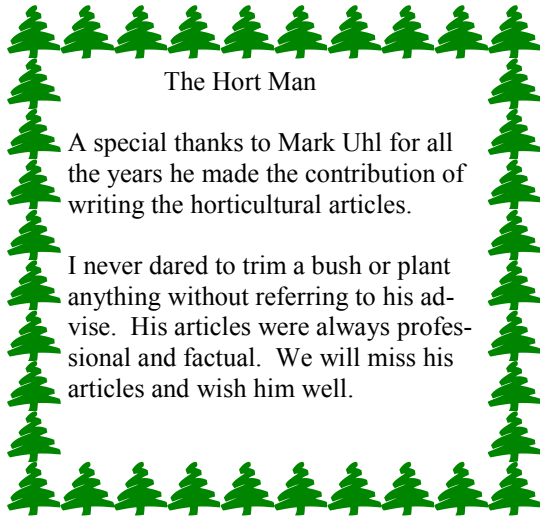 The Hort Man
A special thanks to Mark Uhl for all
the years he made the contribution of
writing the horticultural articles.
I never dared to trim a bush or plant
anything without referring to his ad-
vise.  His articles were always profes-
sional and factual.  We will miss his
articles and wish him well.